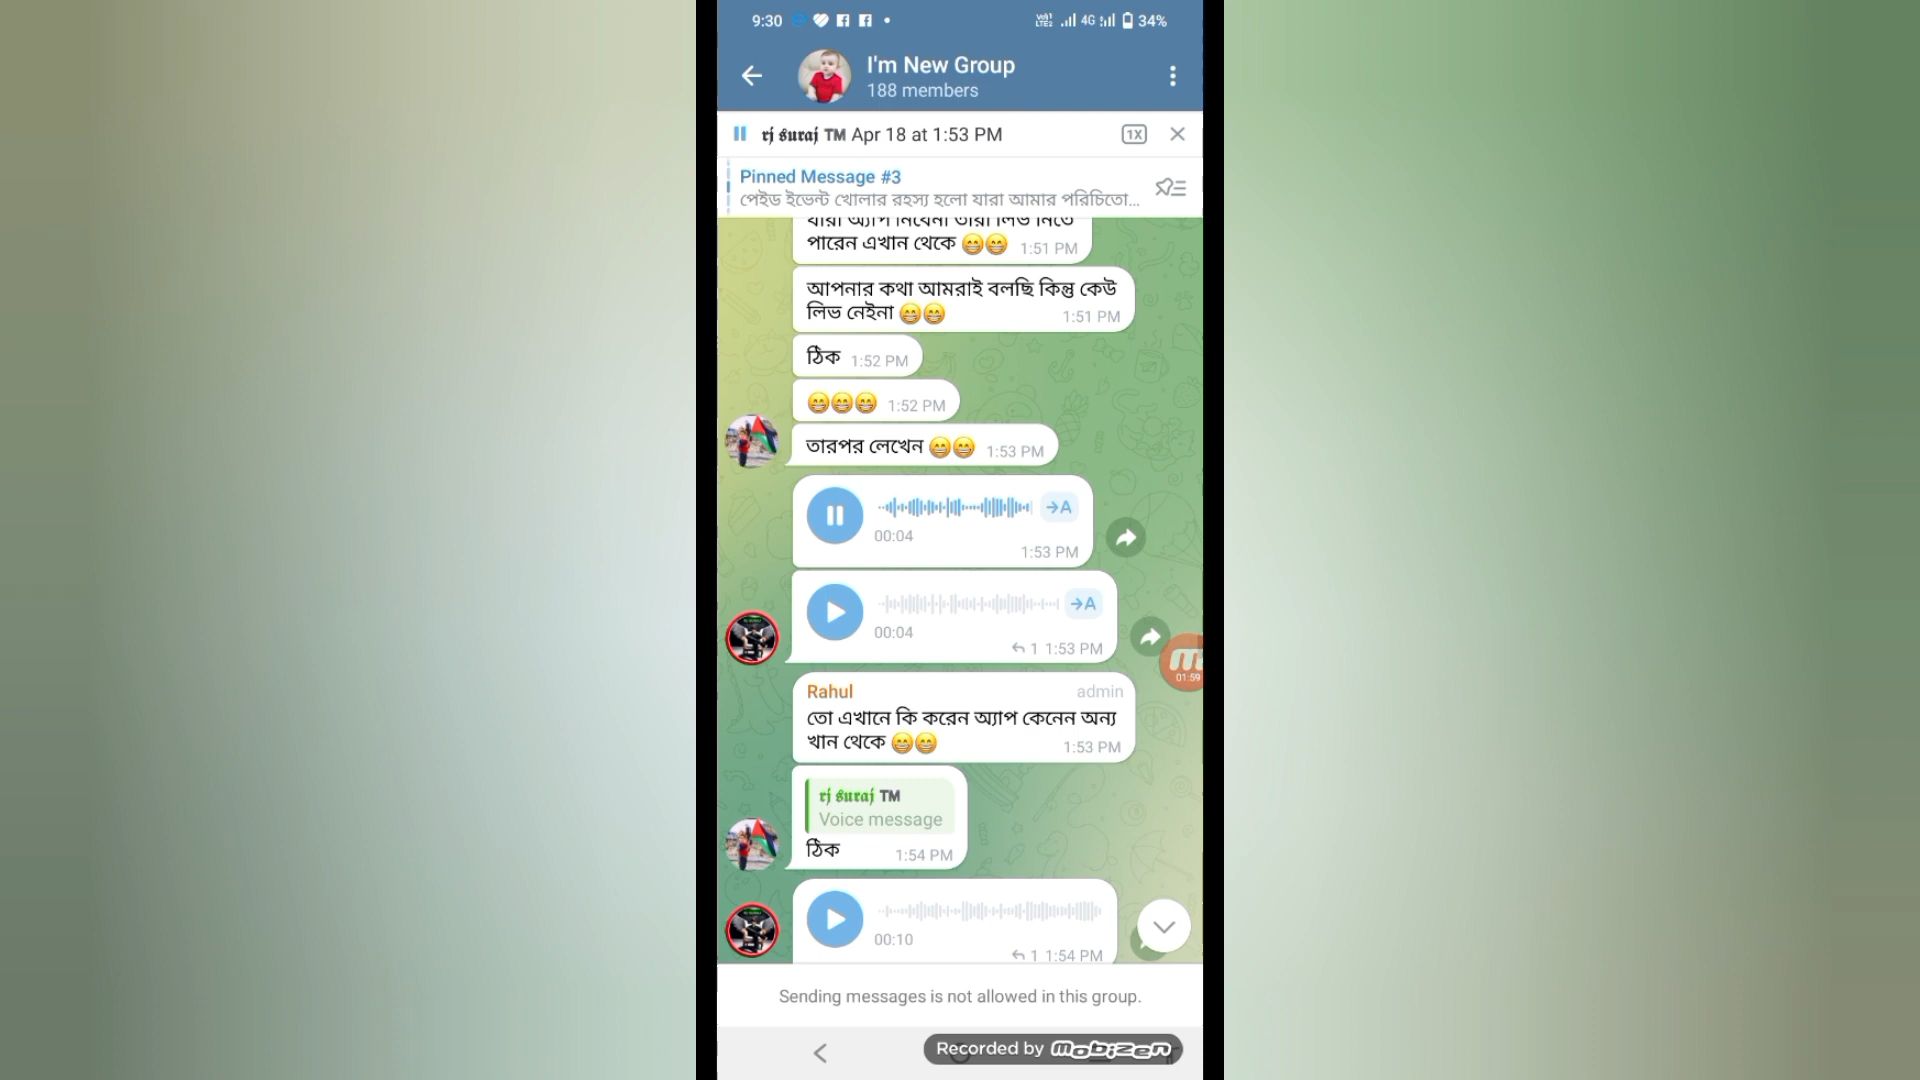 9:30
4G 34%
I'm New Group
188 members
rj suraj TM Apr 18 at 1:53 PM
1X
Pinned Message #3
পেইড ইভেন্ট খোলার রহস্য হলো যারা আমার পরিচিতো...
যারা অ্যাপ নিবেনা তারা লিভ নিতে
পারেন এখান থেকে 😁😁 1:51 PM
আপনার কথা আমরাই বলছি কিন্তু কেউ
লিভ নেইনা 😁😁 1:51 PM
ঠিক 1:52 PM
😁😁😁 1:52 PM
তারপর লেখেন 😁😁 1:53 PM
→A
00:04
1:53 PM
→A
00:04
1 1:53 PM
01:59
Rahul admin
তো এখানে কি করেন অ্যাপ কেনেন অন্য
খান থেকে 😁😁 1:53 PM
rj suraj TM
Voice message
ঠিক 1:54 PM
00:10
1 1:54 PM
Sending messages is not allowed in this group.
Recorded by mobizen